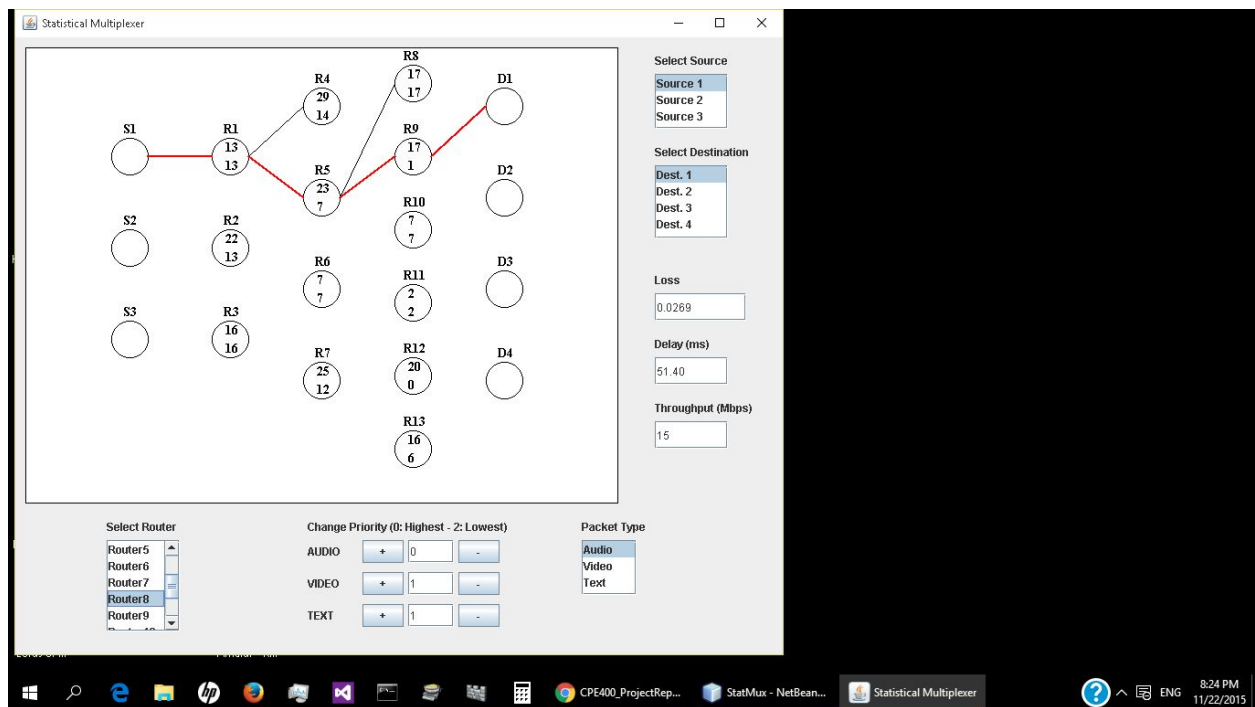 Statistical Multiplexer
R8
17
17
R4
29
14
D1
S1
R1
13
13
R9
17
1
R5
23
7
D2
R10
7
7
S2
R2
22
13
R6
7
7
D3
R11
2
2
S3
R3
16
16
R7
25
12
R12
20
0
D4
R13
16
6
Select Source
Source 1
Source 2
Source 3
Select Destination
Dest. 1
Dest. 2
Dest. 3
Dest. 4
Loss
0.0269
Delay (ms)
51.40
Throughput (Mbps)
15
Select Router
Router5
Router6
Router7
Router8
Router9
Change Priority (0: Highest - 2: Lowest)
AUDIO + 0 -
VIDEO + 1 -
TEXT + 1 -
Packet Type
Audio
Video
Text
CPE400_ProjectRep...
StatMux - NetBean...
Statistical Multiplexer
ENG
8:24 PM
11/22/2015